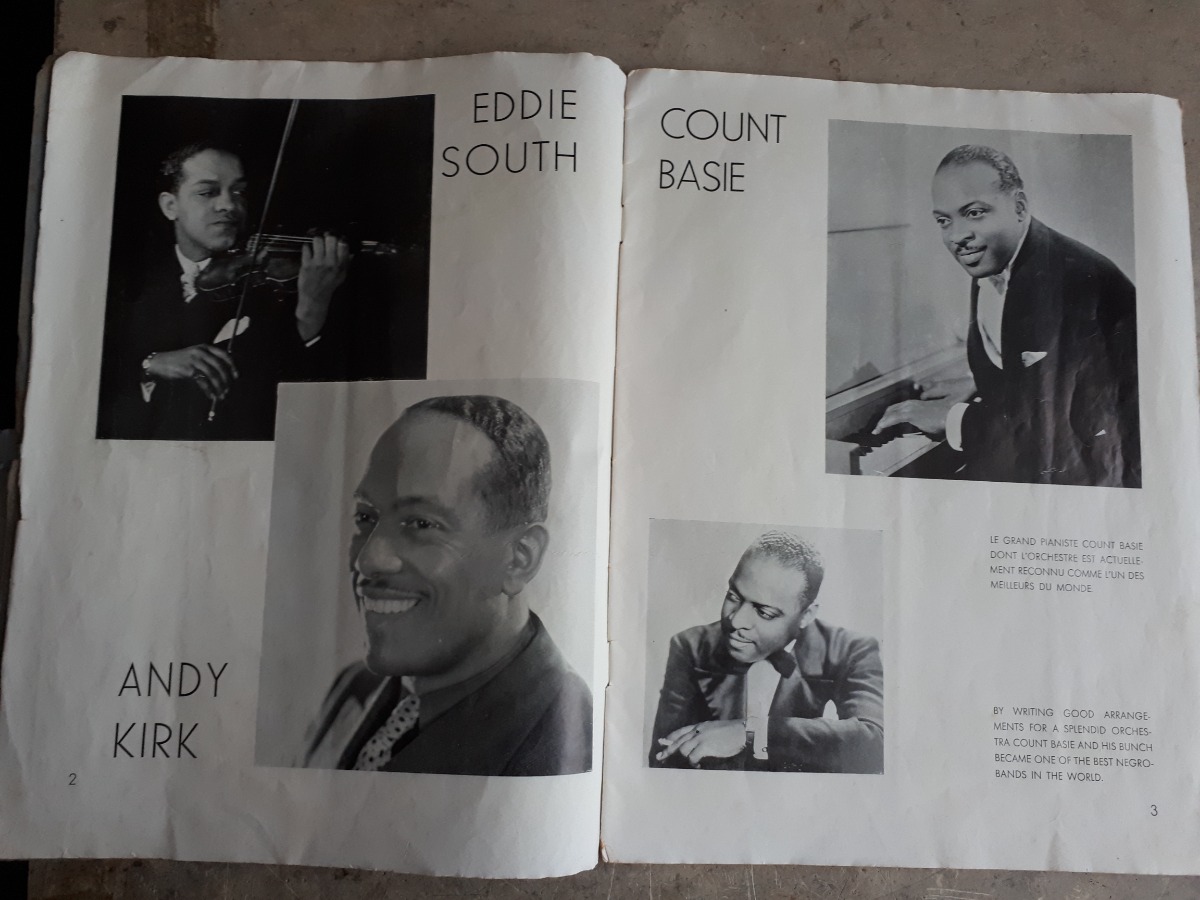 EDDIE
SOUTH
ANDY
KIRK
2
COUNT
BASIE
LE GRAND PIANISTE COUNT BASIE
DONT L'ORCHESTRE EST ACTUELLE-
MENT RECONNU COMME L'UN DES
MEILLEURS DU MONDE.
BY WRITING GOOD ARRANGE-
MENTS FOR A SPLENDID ORCHES-
TRA COUNT BASIE AND HIS BUNCH
BECAME ONE OF THE BEST NEGRO-
BANDS IN THE WORLD.
3